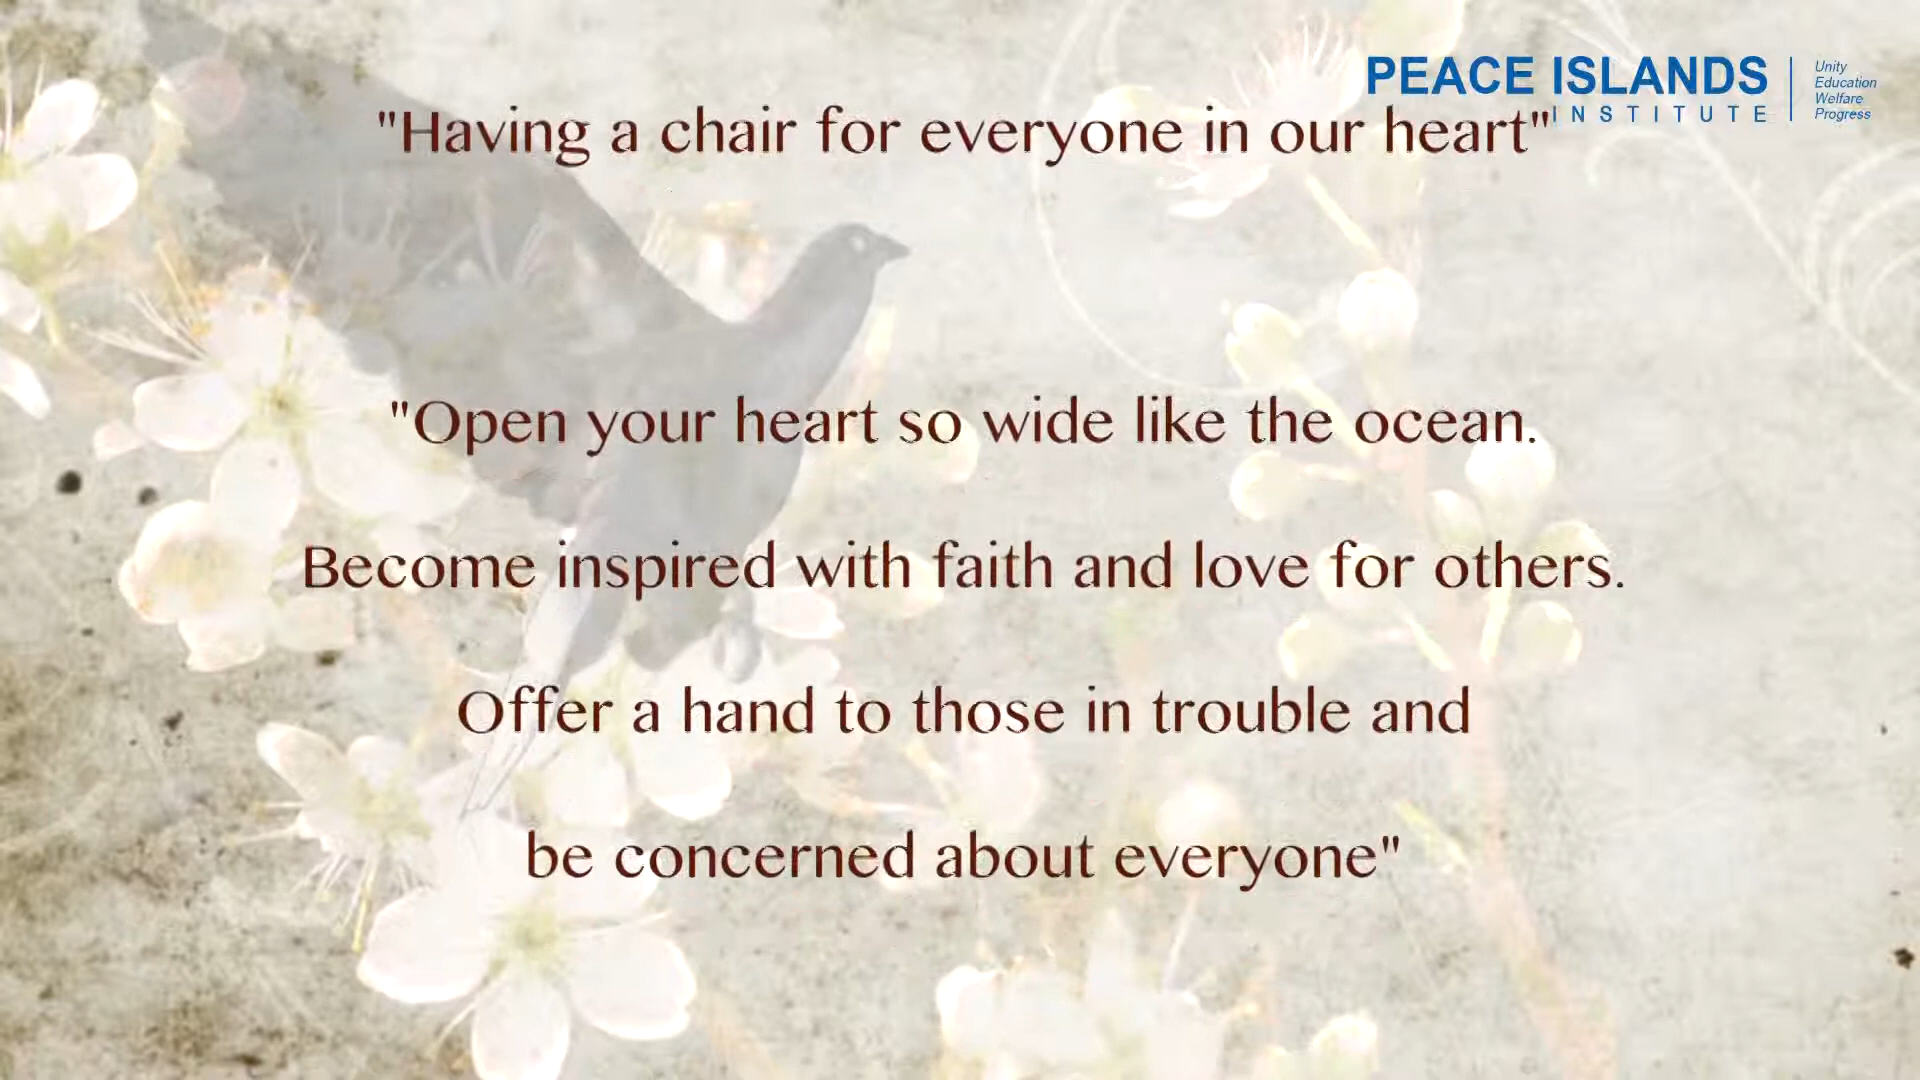 PEACE ISLANDS
INSTITUTE
Unity
Education
Welfare
Progress
"Having a chair for everyone in our heart"
"Open your heart so wide like the ocean.
Become inspired with faith and love for others.
Offer a hand to those in trouble and
be concerned about everyone"